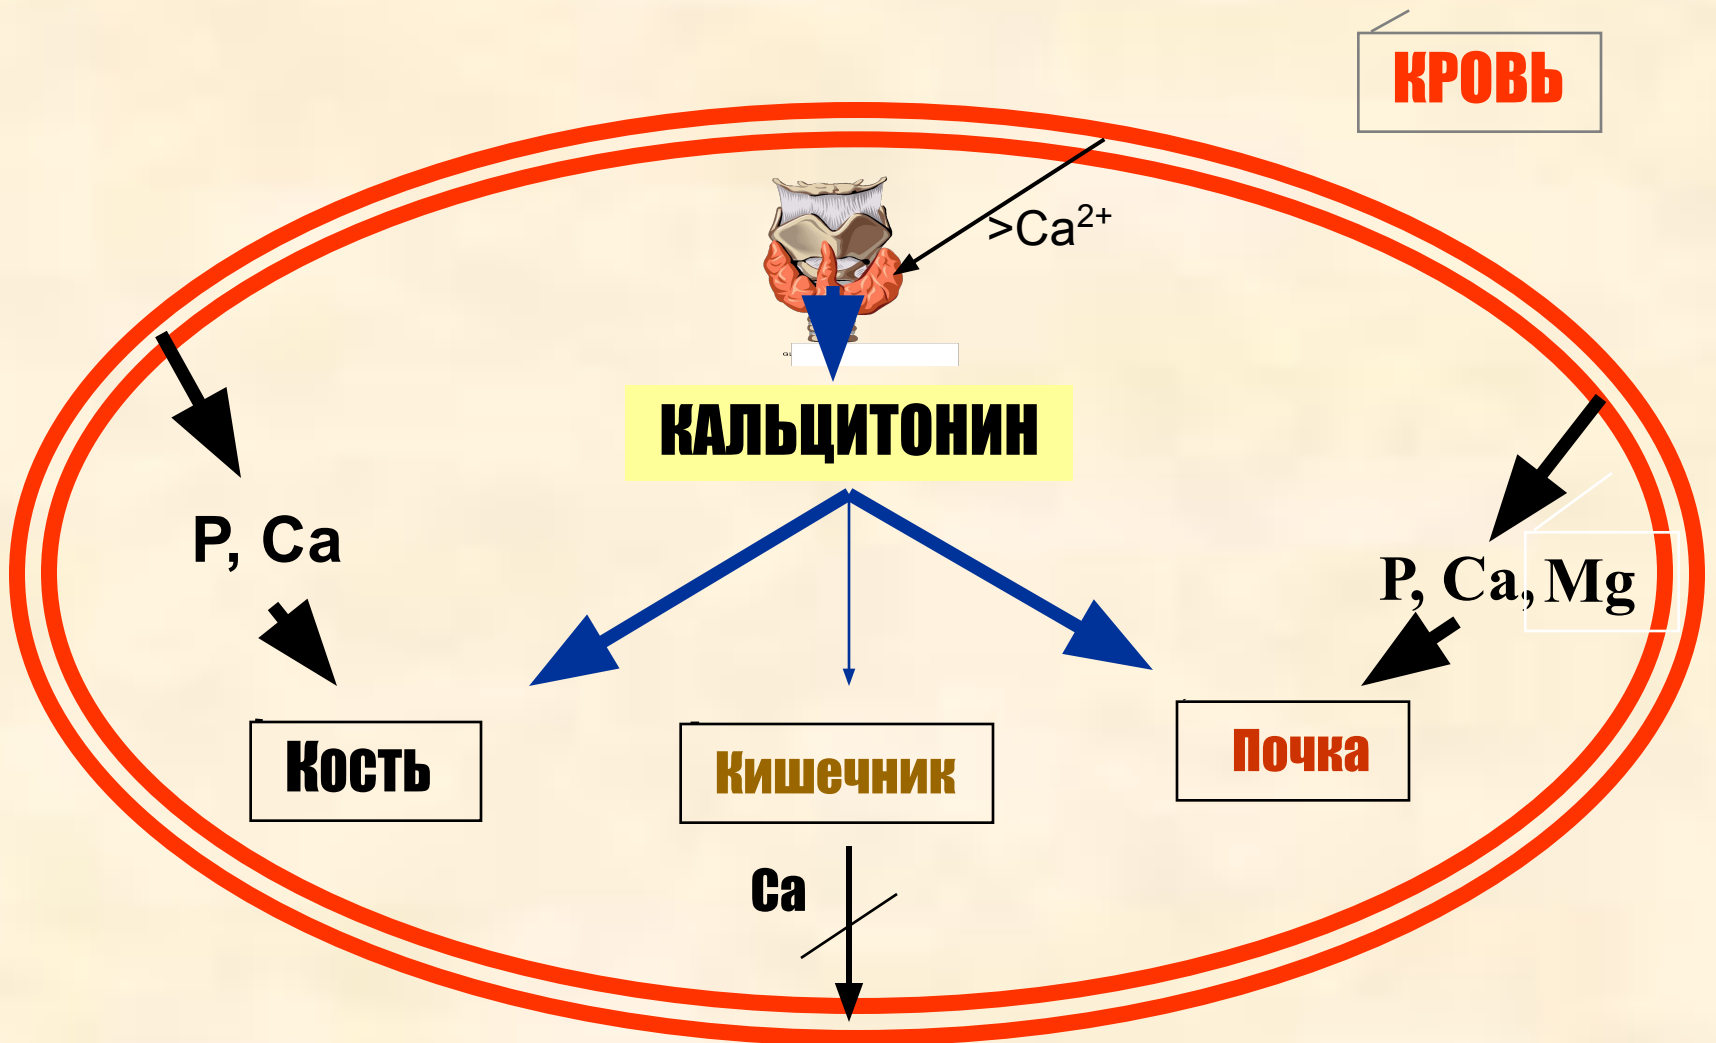 КРОВЬ
>Ca²⁺
КАЛЬЦИТОНИН
P, Ca
P, Ca, Mg
Кость
Кишечник
Почка
Ca